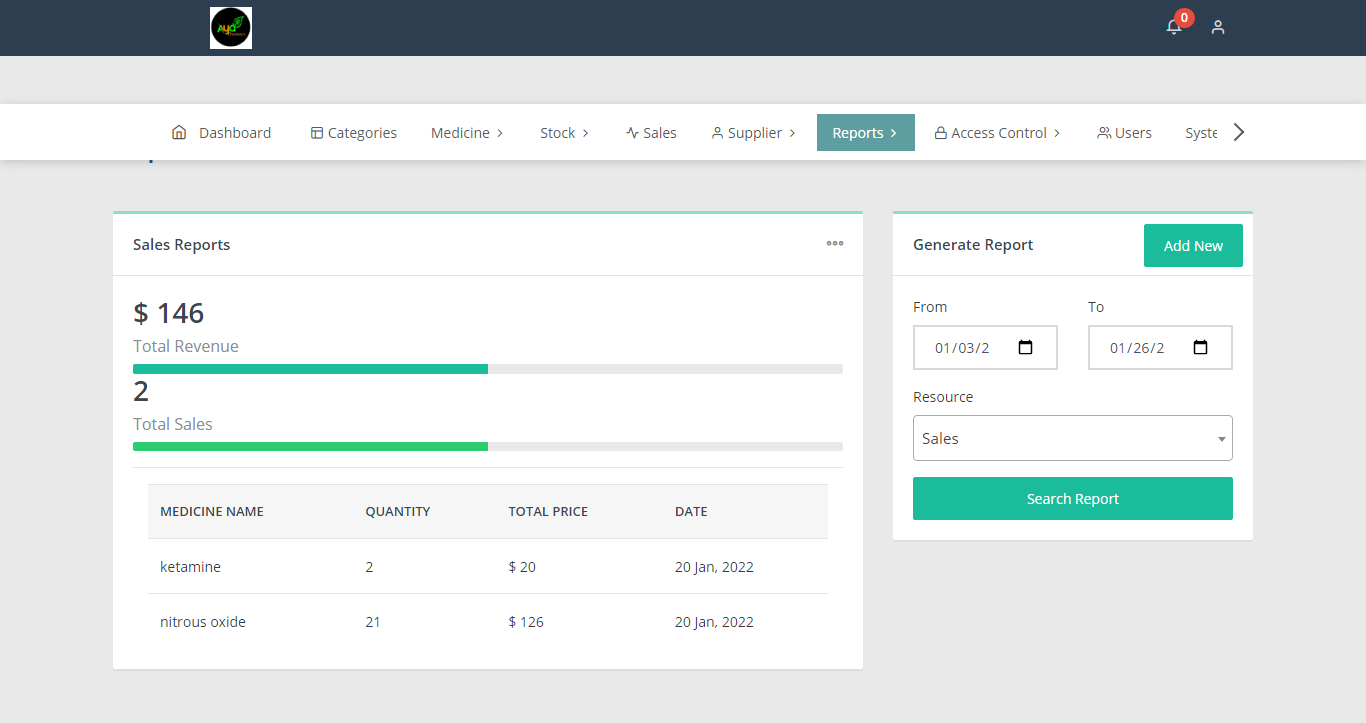 Aya
0
Dashboard Categories Medicine Stock Sales Supplier Reports Access Control Users Syste
Sales Reports
$ 146
Total Revenue
2
Total Sales
MEDICINE NAME QUANTITY TOTAL PRICE DATE
ketamine 2 $ 20 20 Jan, 2022
nitrous oxide 21 $ 126 20 Jan, 2022
Generate Report Add New
From To
01/03/2 01/26/2
Resource
Sales
Search Report